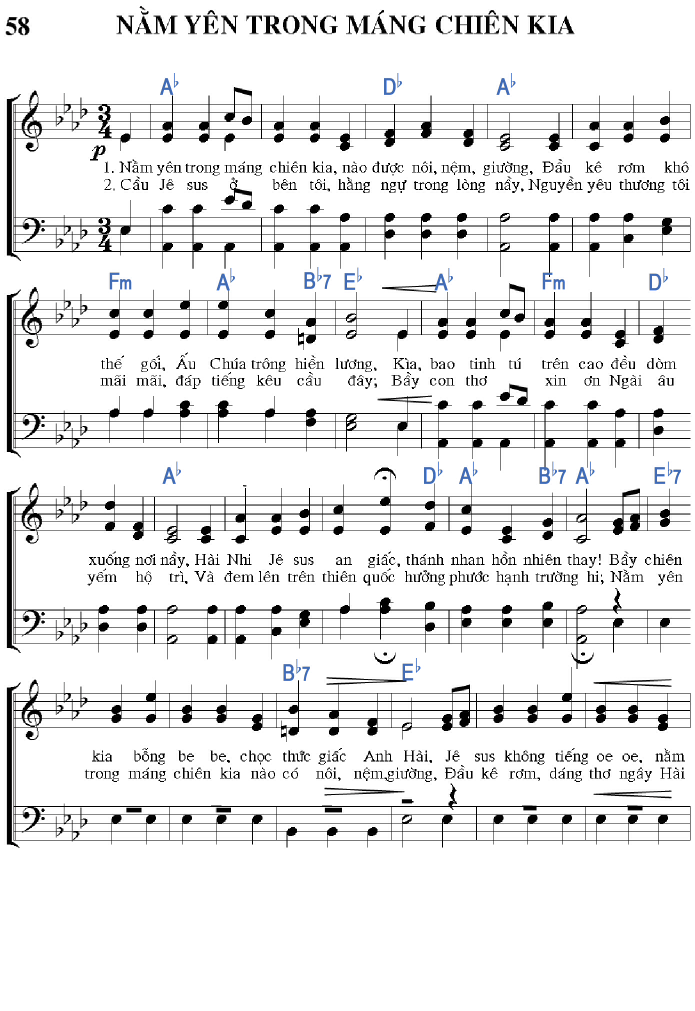 58 NẰM YÊN TRONG MÁNG CHIÊN KIA
A♭ D♭ A♭
p
1. Nằm yên trong máng chiên kia, nào được nôi, nệm, giường, Đầu kê rơm khô
2. Cầu Jê sus ở bên tôi, hằng ngự trong lòng nầy, Nguyền yêu thương tôi
Fm A♭ B♭7 E♭ A♭ Fm D♭
thế gối, Ấu Chúa trông hiền lương, Kìa, bao tinh tú trên cao đều dòm
mãi mãi, đáp tiếng kêu cầu đây; Bầy con thơ xin ơn Ngài âu
A♭ D♭ A♭ B♭7 A♭ E♭7
xuống nơi nầy, Hài Nhi Jê sus an giấc, thánh nhan hồn nhiên thay! Bầy chiên
yếm hộ trì, Và đem lên trên thiên quốc hưởng phước hạnh trường hi, Nằm yên
B♭7 E♭
kia bỗng be be, chọc thức giấc Anh Hài, Jê sus không tiếng oe oe, nằm
trong máng chiên kia nào có nôi, nệm,giường, Đầu kê rơm, dáng thơ ngây Hài